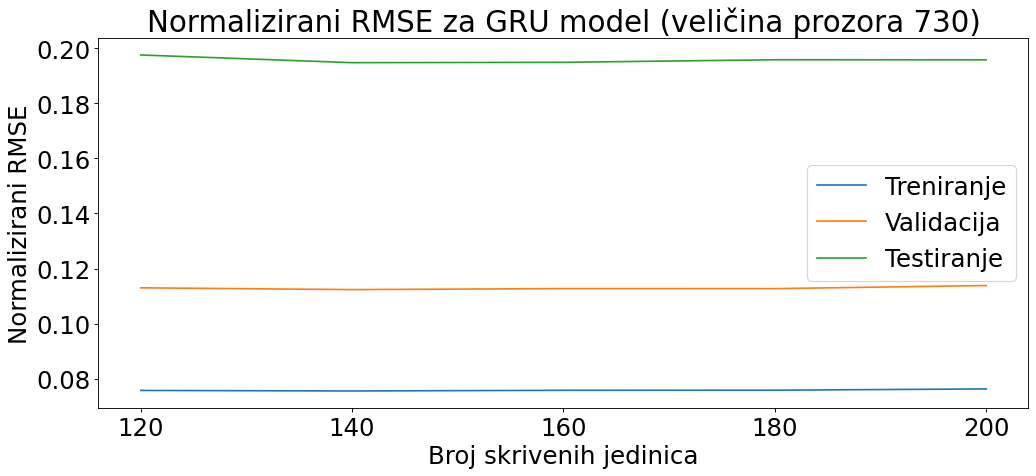 Normalizirani RMSE za GRU model (veličina prozora 730)
Normalizirani RMSE
0.20
0.18
0.16
0.14
0.12
0.10
0.08
Treniranje
Validacija
Testiranje
120 140 160 180 200
Broj skrivenih jedinica